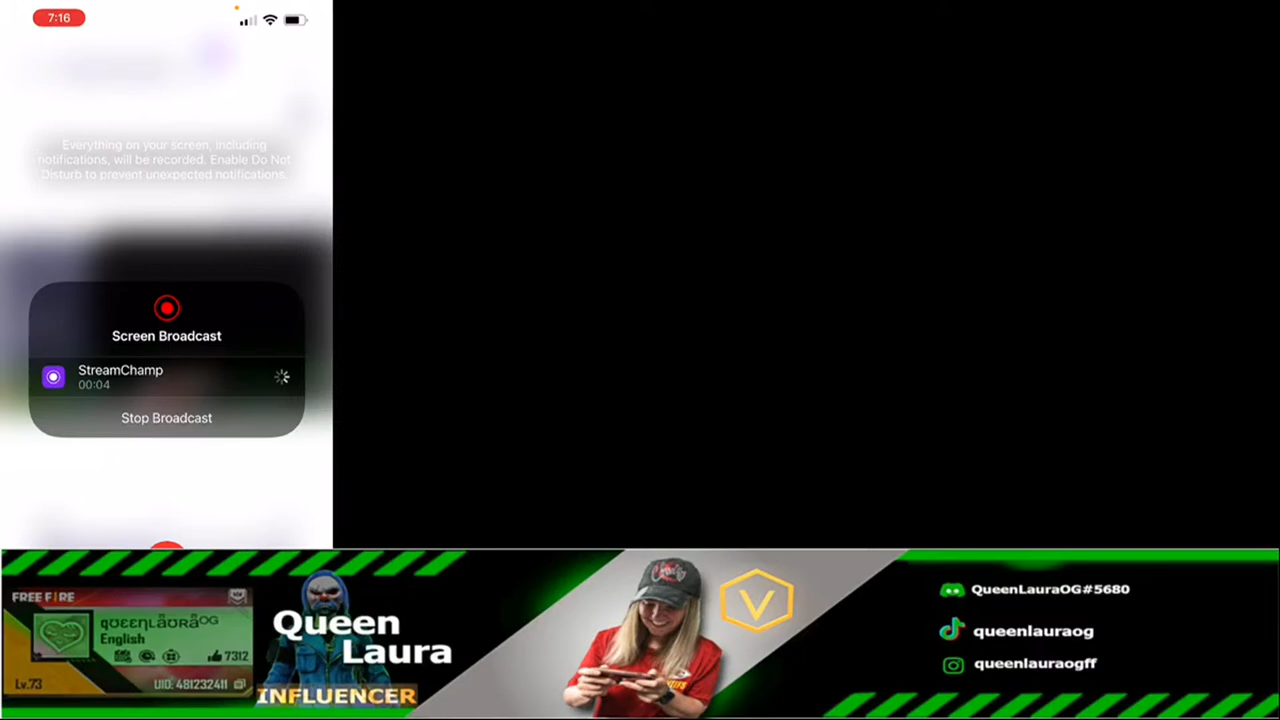 7:16
Everything on your screen, including
notifications, will be recorded. Enable Do Not
Disturb to prevent unexpected notifications.
Screen Broadcast
StreamChamp
00:04
Stop Broadcast
FREE FIRE
qυεεηLåʊʀåᴼᴳ
English
7312
Lv.73
UID: 481232411
Queen
Laura
INFLUENCER
V
QueenLauraOG#5680
queenlauraog
queenlauraogff